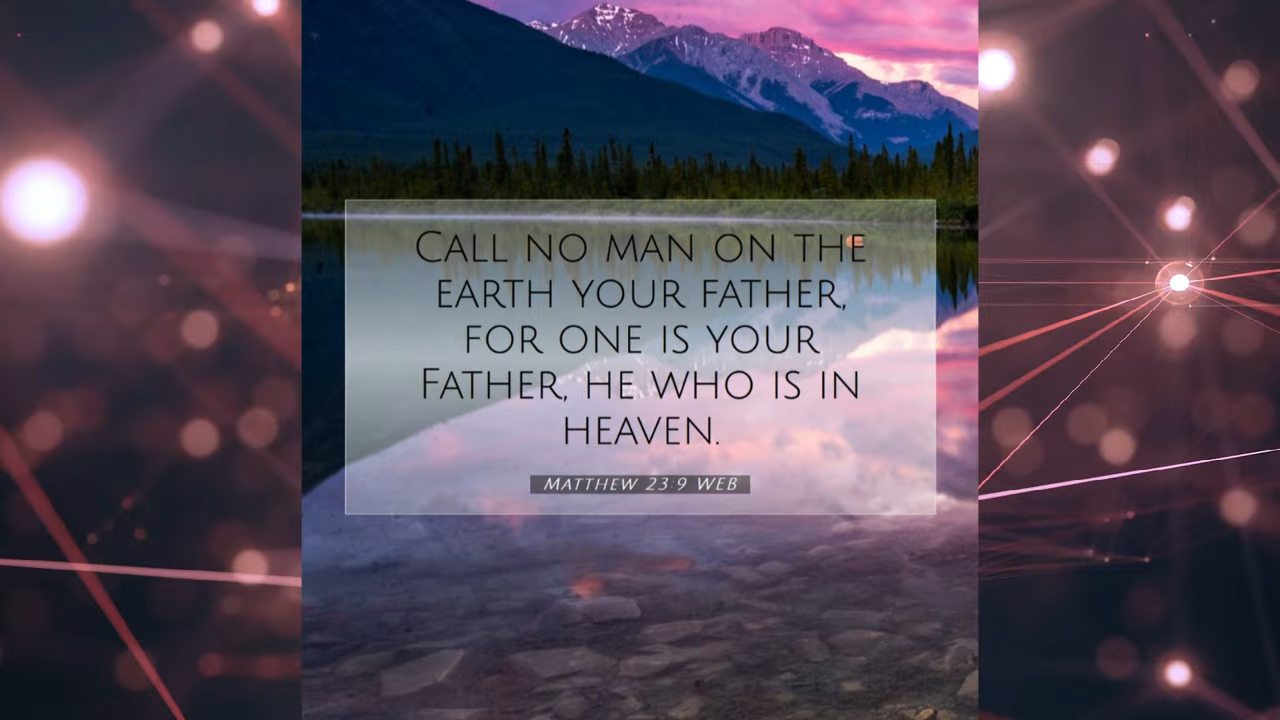 Call no man on the
earth your father,
for one is your
Father, he who is in
heaven.
Matthew 23:9 WEB